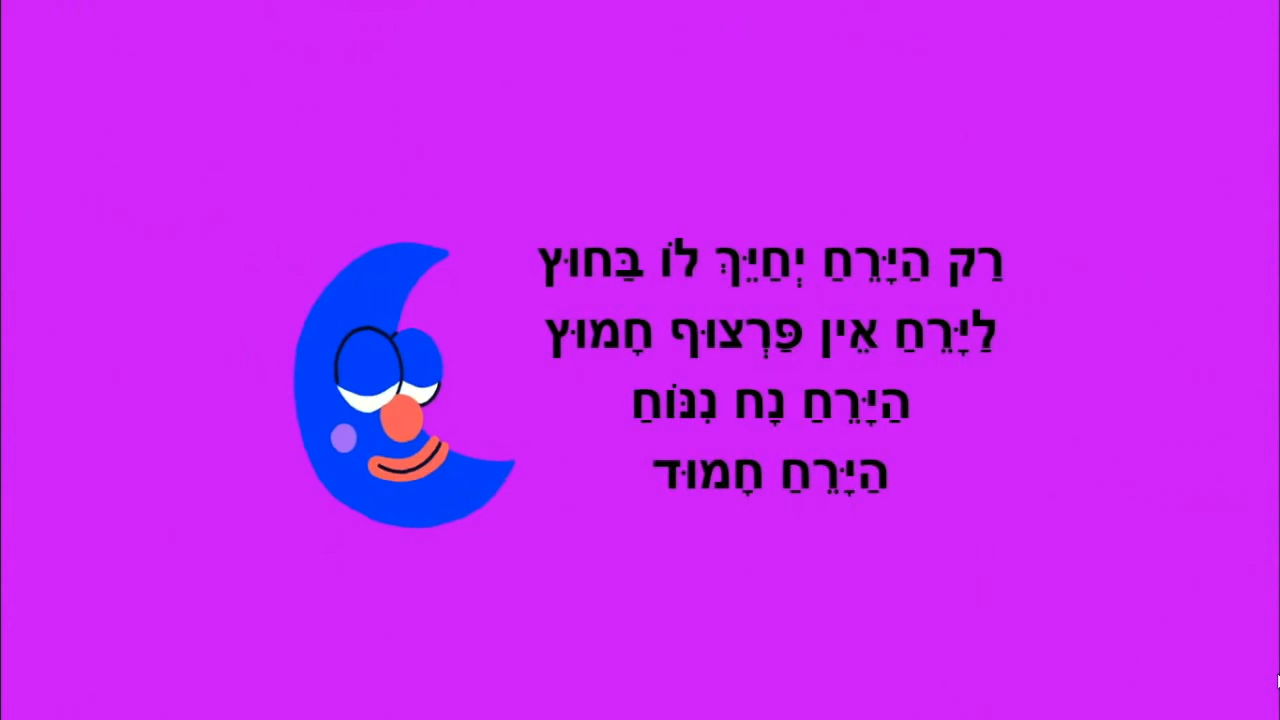 רַק הַיָּרֵחַ יְחַיֵּךְ לוֹ בַּחוּץ
לַיָּרֵחַ אֵין פַּרְצוּף חָמוּץ
הַיָּרֵחַ נָח נִנּוֹחַ
הַיָּרֵחַ חָמוּד